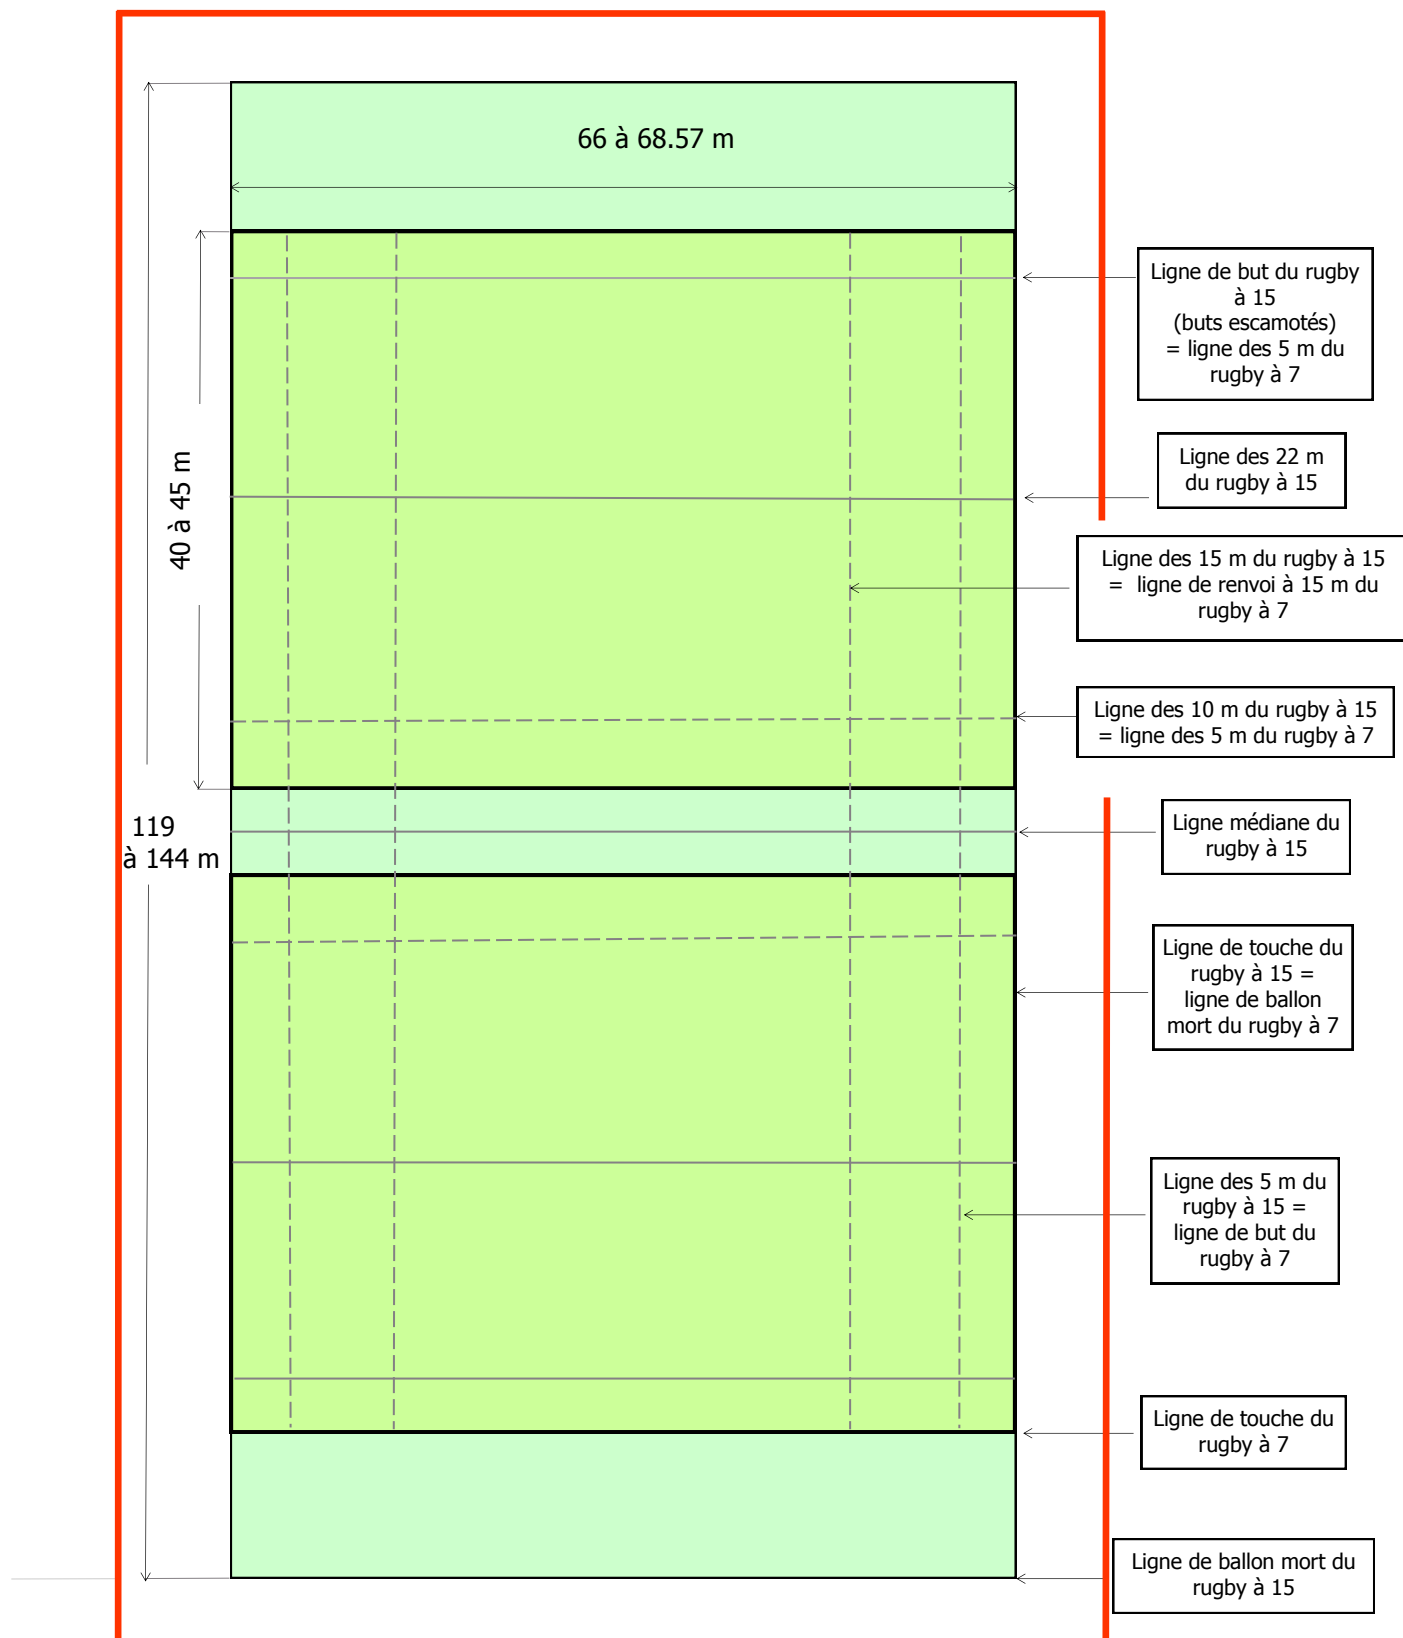 66 à 68.57 m
Ligne de but du rugby
à 15
(buts escamotés)
= ligne des 5 m du
rugby à 7
Ligne des 22 m
du rugby à 15
40 à 45 m
Ligne des 15 m du rugby à 15
= ligne de renvoi à 15 m du
rugby à 7
Ligne des 10 m du rugby à 15
= ligne des 5 m du rugby à 7
119
à 144 m
Ligne médiane du
rugby à 15
Ligne de touche du
rugby à 15 =
ligne de ballon
mort du rugby à 7
Ligne des 5 m du
rugby à 15 =
ligne de but du
rugby à 7
Ligne de touche du
rugby à 7
Ligne de ballon mort du
rugby à 15